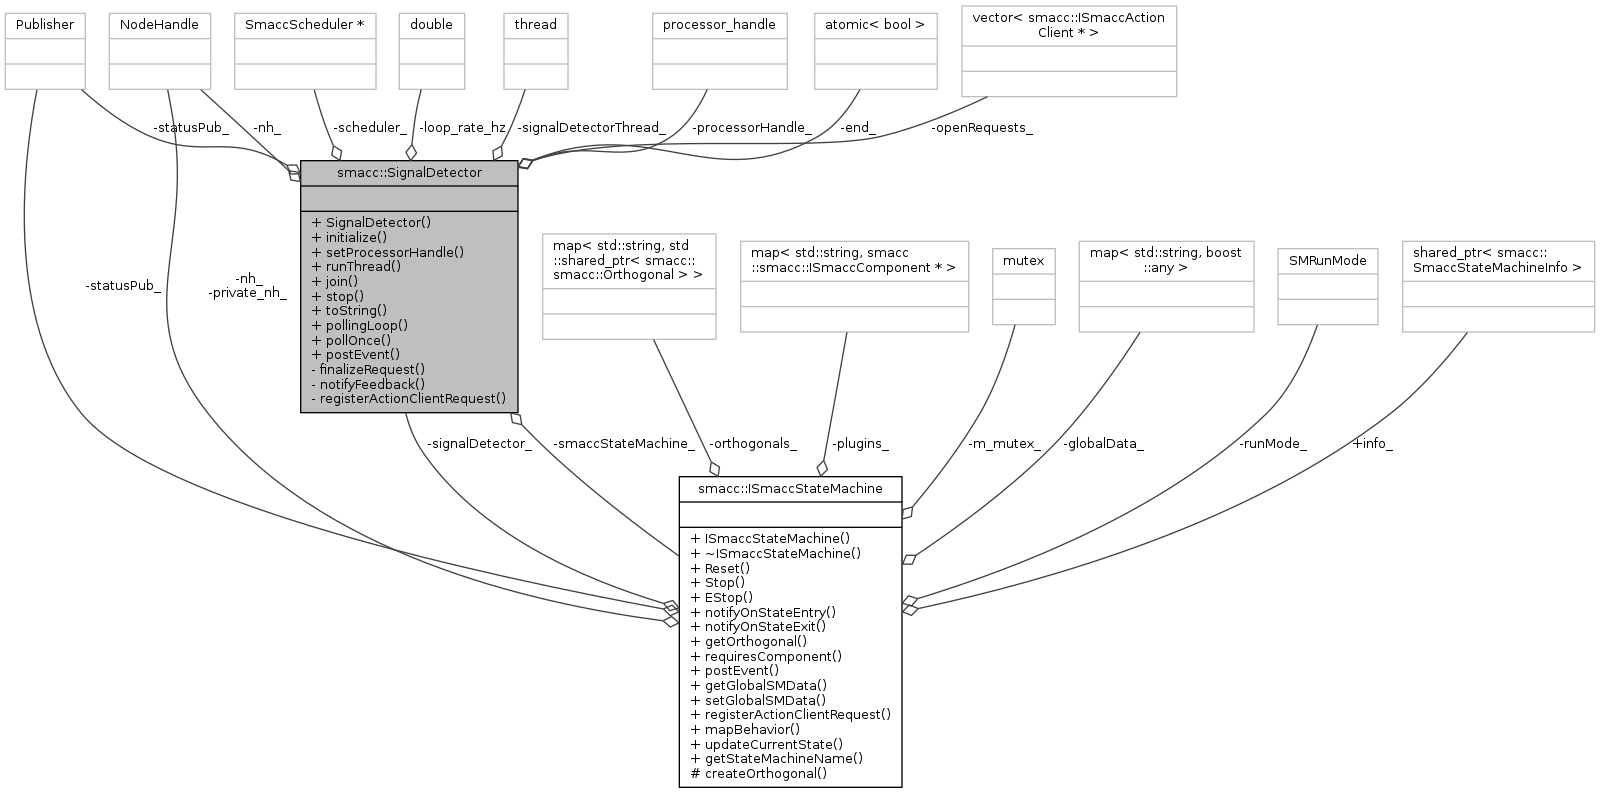 Publisher
NodeHandle
SmaccScheduler *
double
thread
processor_handle
atomic< bool >
vector< smacc::ISmaccAction
Client * >
-statusPub_
-nh_
-scheduler_
-loop_rate_hz
-signalDetectorThread_
-processorHandle_
-end_
-openRequests_
smacc::SignalDetector
+ SignalDetector()
+ initialize()
+ setProcessorHandle()
+ runThread()
+ join()
+ stop()
+ toString()
+ pollingLoop()
+ pollOnce()
+ postEvent()
- finalizeRequest()
- notifyFeedback()
- registerActionClientRequest()
map< std::string, std
::shared_ptr< smacc::
smacc::Orthogonal > >
map< std::string, smacc
::smacc::ISmaccComponent * >
mutex
map< std::string, boost
::any >
SMRunMode
shared_ptr< smacc::
SmaccStateMachineInfo >
-statusPub_
-nh_
-private_nh_
-signalDetector_
-smaccStateMachine_
-orthogonals_
-plugins_
-m_mutex_
-globalData_
-runMode_
+info_
smacc::ISmaccStateMachine
+ ISmaccStateMachine()
+ ~ISmaccStateMachine()
+ Reset()
+ Stop()
+ EStop()
+ notifyOnStateEntry()
+ notifyOnStateExit()
+ getOrthogonal()
+ requiresComponent()
+ postEvent()
+ getGlobalSMData()
+ setGlobalSMData()
+ registerActionClientRequest()
+ mapBehavior()
+ updateCurrentState()
+ getStateMachineName()
# createOrthogonal()